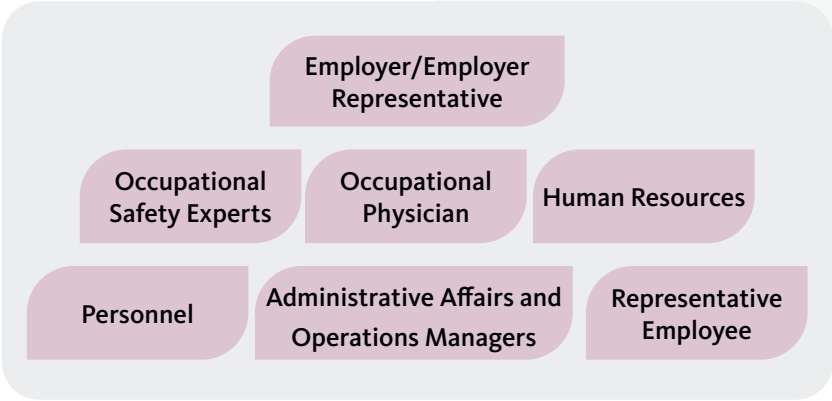 Employer/Employer
Representative
Occupational
Safety Experts
Occupational
Physician
Human Resources
Personnel
Administrative Affairs and
Operations Managers
Representative
Employee